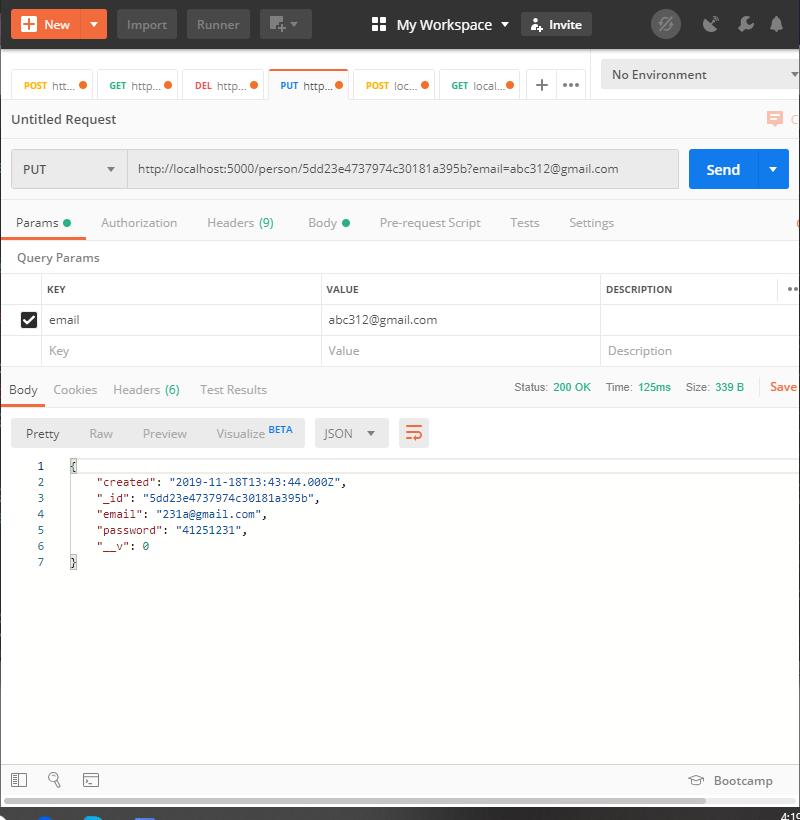 New Import Runner My Workspace Invite
POST htt... GET http... DEL http... PUT http... POST loc... GET local... No Environment
Untitled Request C
PUT http://localhost:5000/person/5dd23e4737974c30181a395b?email=abc312@gmail.com Send
Params Authorization Headers (9) Body Pre-request Script Tests Settings
Query Params
KEY VALUE DESCRIPTION
email abc312@gmail.com
Key Value Description
Body Cookies Headers (6) Test Results Status: 200 OK Time: 125ms Size: 339 B Save
Pretty Raw Preview Visualize BETA JSON
1 {
2 "created": "2019-11-18T13:43:44.000Z",
3 "_id": "5dd23e4737974c30181a395b",
4 "email": "231a@gmail.com",
5 "password": "41251231",
6 "__v": 0
7 }
Bootcamp